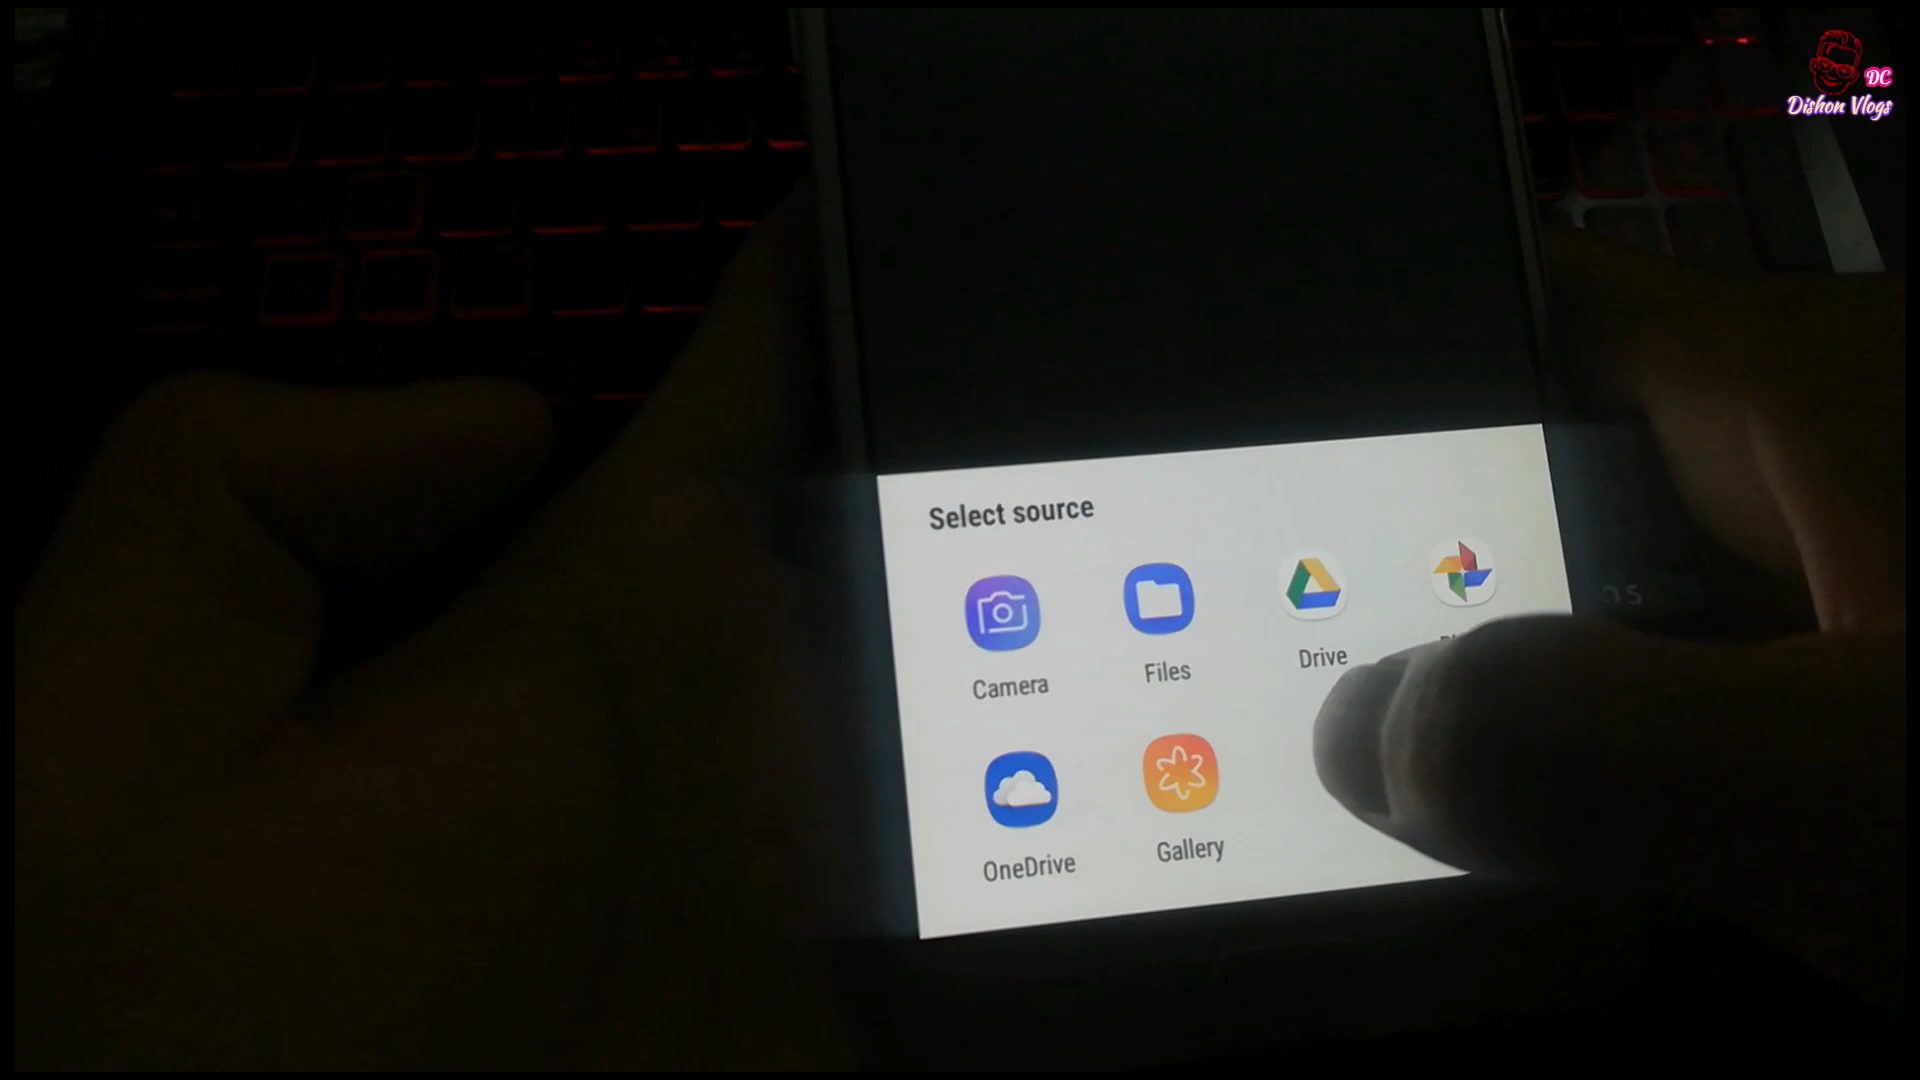 DC
Dishon Vlogs
Select source
Camera
Files
Drive
OneDrive
Gallery